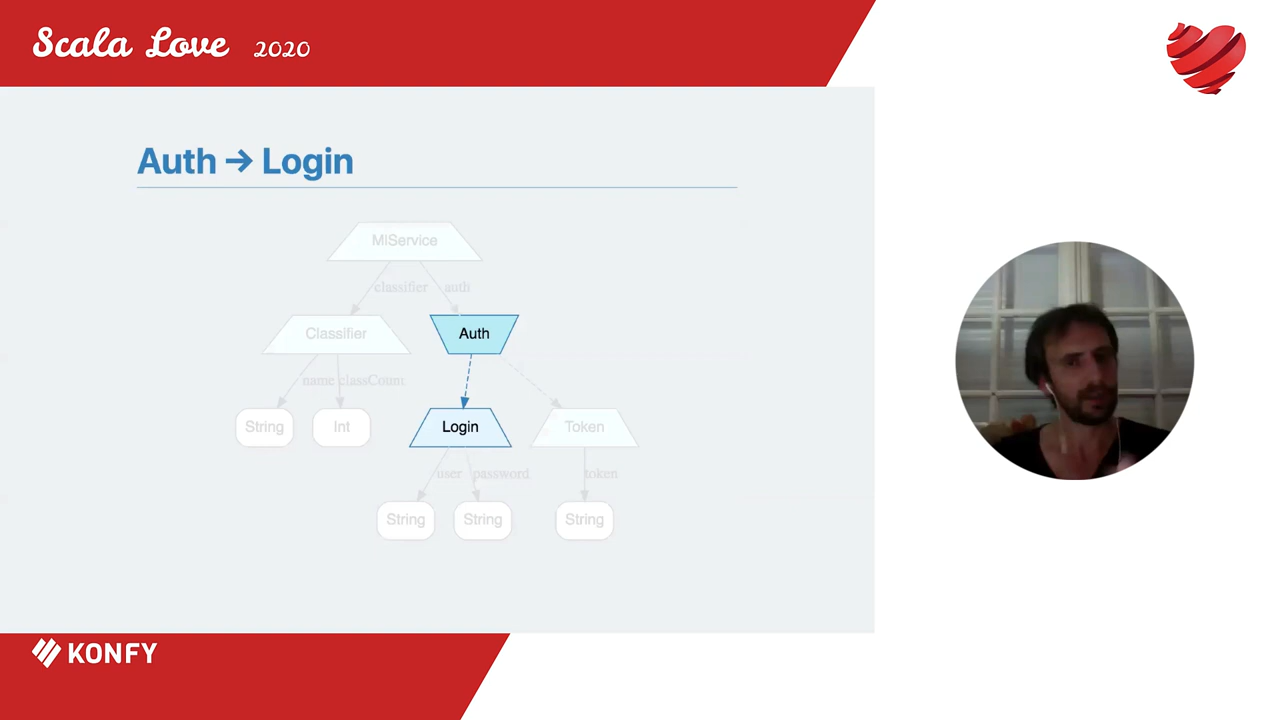 Scala Love 2020
Auth → Login
MlService
classifier auth
Classifier Auth
name classCount
String Int Login Token
user password token
String String String
KONFY